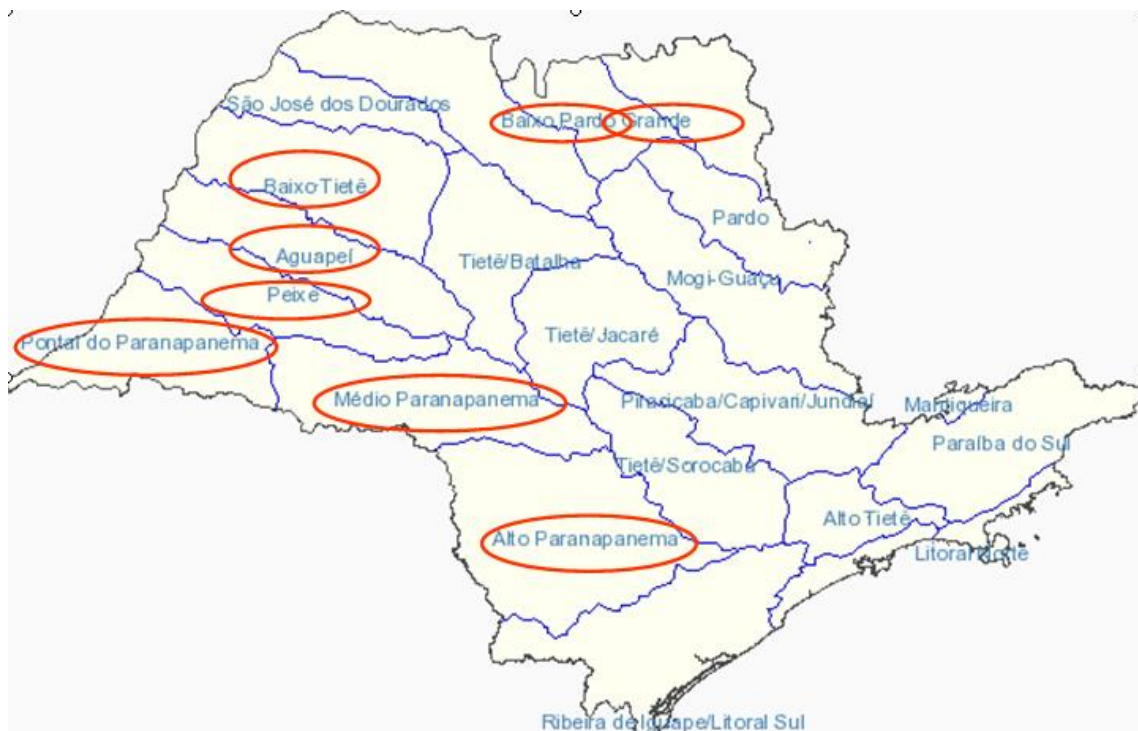 São José dos Dourados
Baixo Pardo Grande
Baixo Tietê
Pardo
Aguapeí
Tietê/Batalha
Mogi-Guaçu
Peixe
Tietê/Jacaré
Pontal do Paranapanema
Médio Paranapanema
Piracicaba/Capivari/Jundiaí
Mantiqueira
Paraíba do Sul
Tietê/Sorocaba
Alto Tietê
Alto Paranapanema
Litoral Norte
Ribeira de Iguape/Litoral Sul